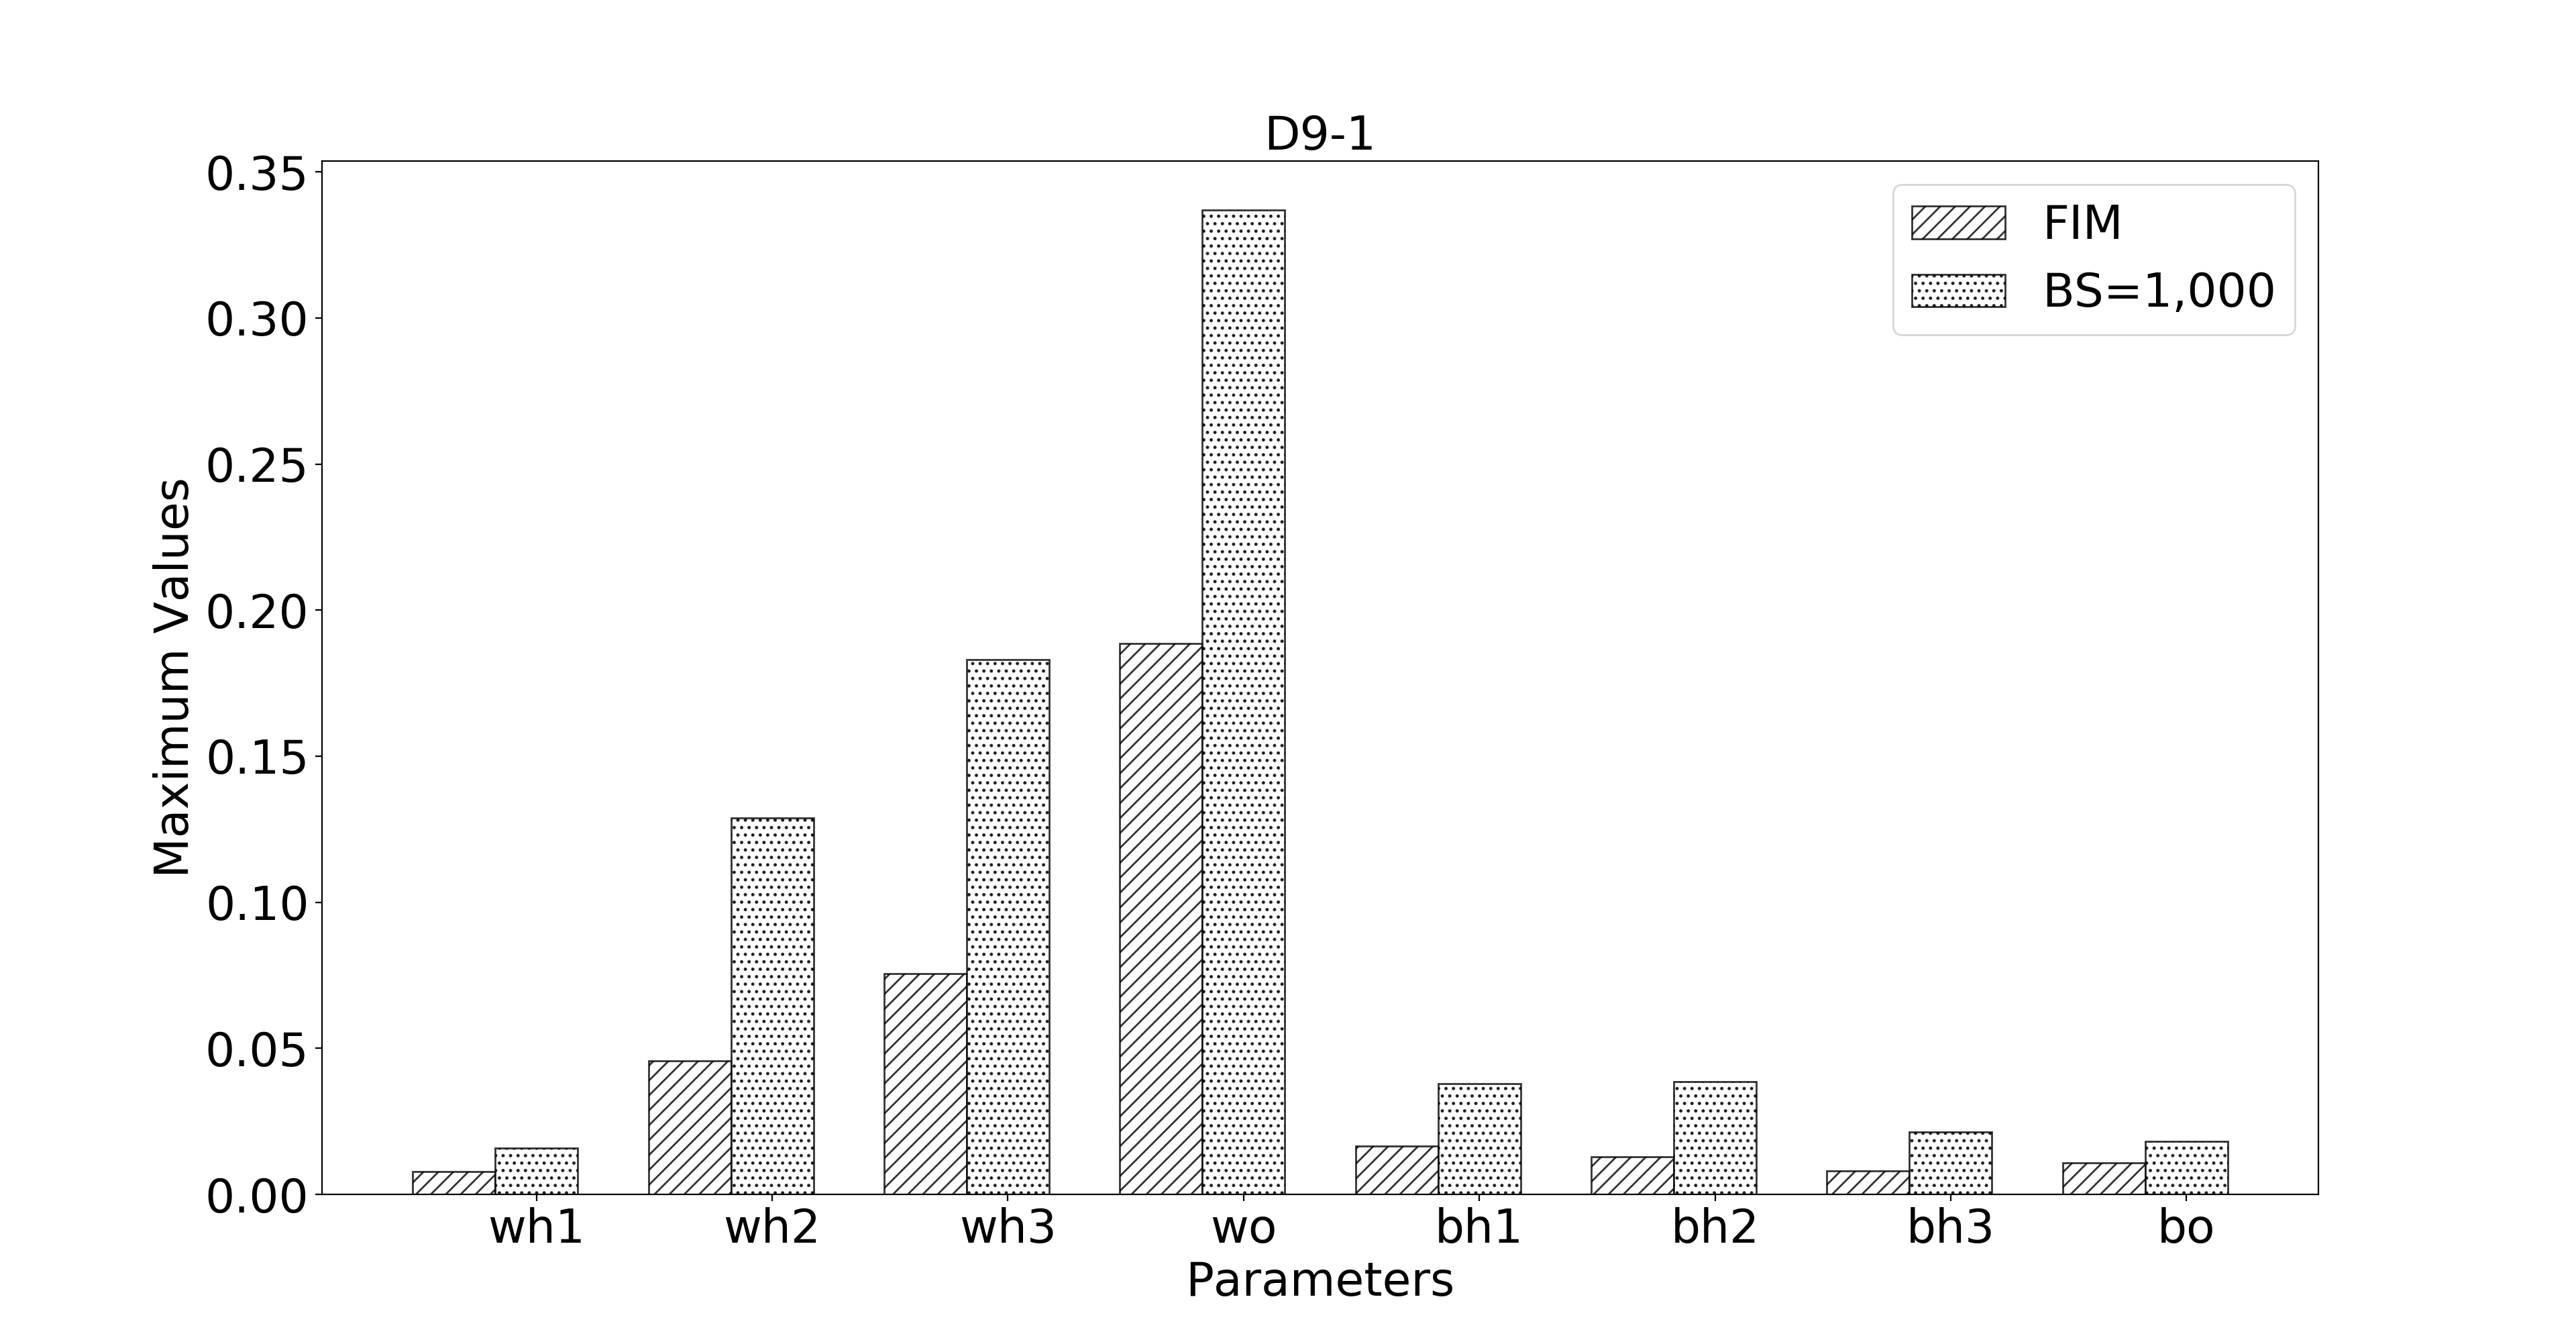 D9-1
0.35
0.30
0.25
0.20
0.15
0.10
0.05
0.00
Maximum Values
FIM
BS=1,000
wh1 wh2 wh3 wo bh1 bh2 bh3 bo
Parameters